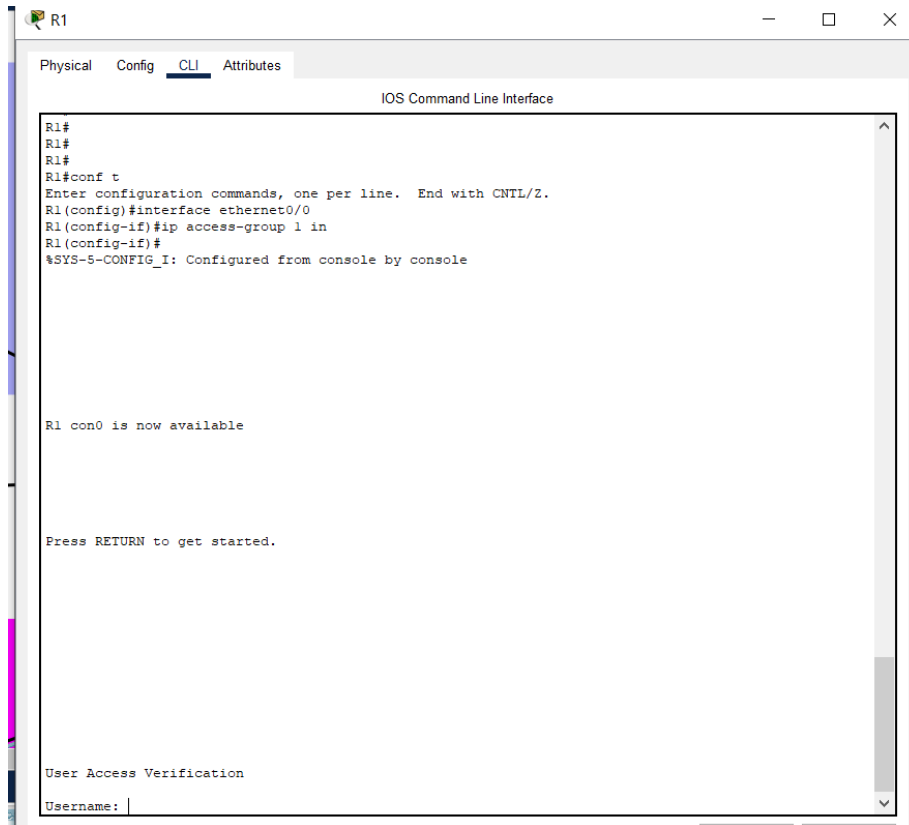 R1
Physical Config CLI Attributes
IOS Command Line Interface
R1#
R1#
R1#
R1#conf t
Enter configuration commands, one per line.  End with CNTL/Z.
R1(config)#interface ethernet0/0
R1(config-if)#ip access-group 1 in
R1(config-if)#
%SYS-5-CONFIG_I: Configured from console by console
R1 con0 is now available
Press RETURN to get started.
User Access Verification
Username: